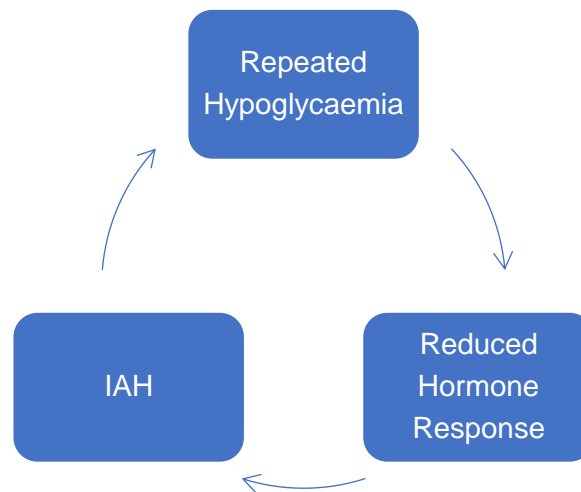 Repeated
Hypoglycaemia
IAH
Reduced
Hormone
Response